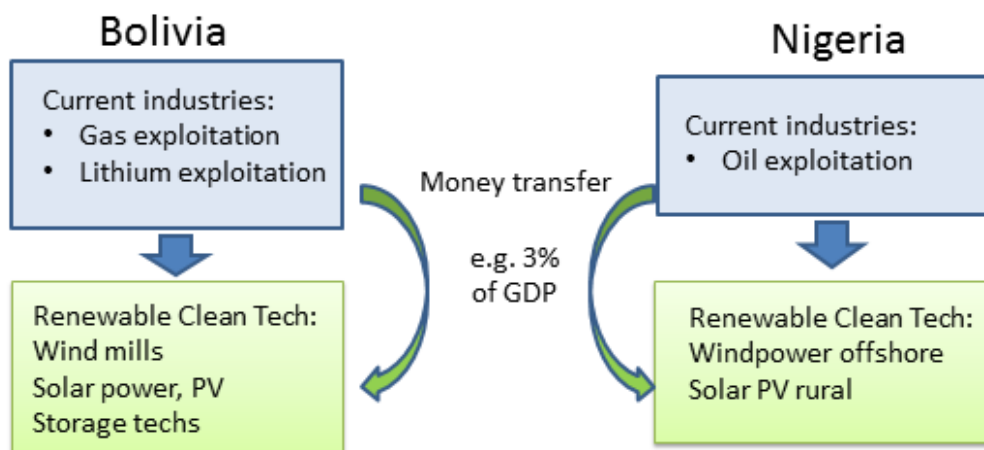 Bolivia
Current industries:
• Gas exploitation
• Lithium exploitation
Renewable Clean Tech:
Wind mills
Solar power, PV
Storage techs
Money transfer
e.g. 3%
of GDP
Nigeria
Current industries:
• Oil exploitation
Renewable Clean Tech:
Windpower offshore
Solar PV rural